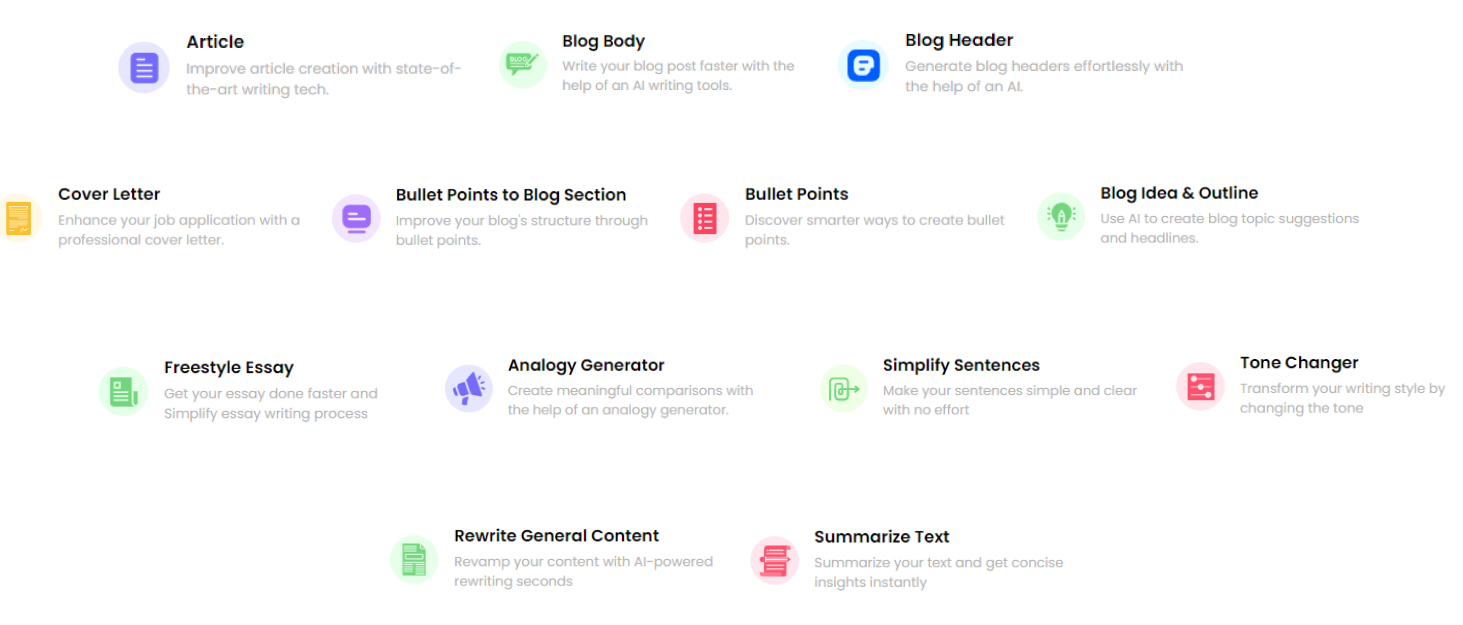 Article
Improve article creation with state-of-
the-art writing tech.
BLOG
Blog Body
Write your blog post faster with the
help of an AI writing tools.
Blog Header
Generate blog headers effortlessly with
the help of an AI.
Cover Letter
Enhance your job application with a
professional cover letter.
Bullet Points to Blog Section
Improve your blog's structure through
bullet points.
Bullet Points
Discover smarter ways to create bullet
points.
Blog Idea & Outline
Use AI to create blog topic suggestions
and headlines.
Freestyle Essay
Get your essay done faster and
Simplify essay writing process
Analogy Generator
Create meaningful comparisons with
the help of an analogy generator.
Simplify Sentences
Make your sentences simple and clear
with no effort
Tone Changer
Transform your writing style by
changing the tone
Rewrite General Content
Revamp your content with AI-powered
rewriting seconds
Summarize Text
Summarize your text and get concise
insights instantly